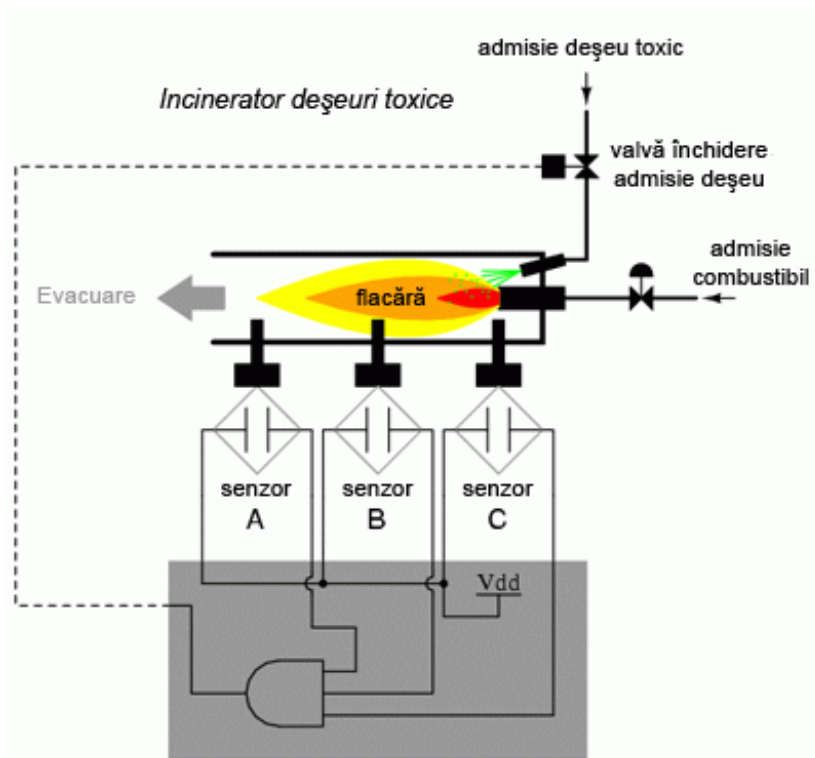 admisie deşeu toxic
Incinerator deşeuri toxice
valvă închidere
admisie deşeu
admisie
combustibil
Evacuare
flacără
senzor
A
senzor
B
senzor
C
Vdd